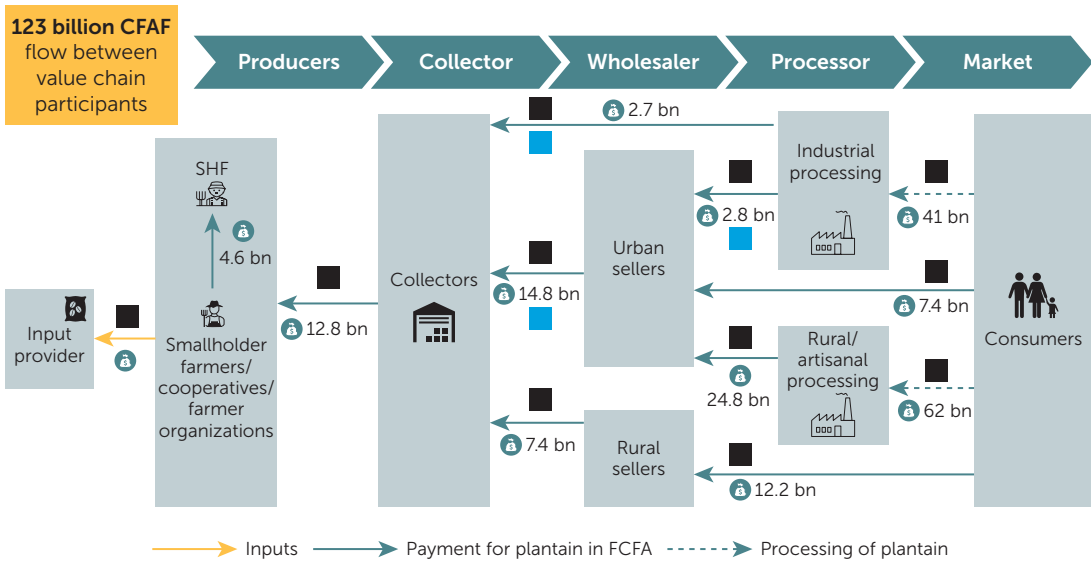 123 billion CFAF
flow between
value chain
participants
Producers
Collector
Wholesaler
Processor
Market
SHF
4.6 bn
Smallholder
farmers/
cooperatives/
farmer
organizations
Input
provider
12.8 bn
Collectors
2.7 bn
14.8 bn
7.4 bn
Urban
sellers
Rural
sellers
2.8 bn
24.8 bn
Industrial
processing
Rural/
artisanal
processing
41 bn
7.4 bn
62 bn
12.2 bn
Consumers
Inputs
Payment for plantain in FCFA
Processing of plantain